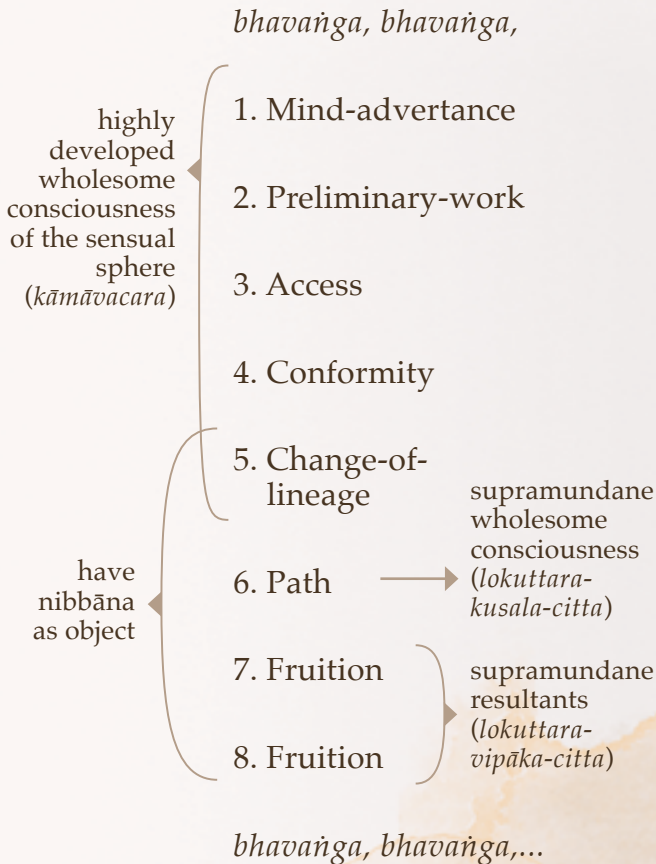 bhavaṅga, bhavaṅga,
highly
developed
wholesome
consciousness
of the sensual
sphere
(kāmāvacara)
1. Mind-advertance
2. Preliminary-work
3. Access
4. Conformity
5. Change-of-
lineage
have
nibbāna
as object
6. Path
supramundane
wholesome
consciousness
(lokuttara-
kusala-citta)
7. Fruition
8. Fruition
supramundane
resultants
(lokuttara-
vipāka-citta)
bhavaṅga, bhavaṅga,...